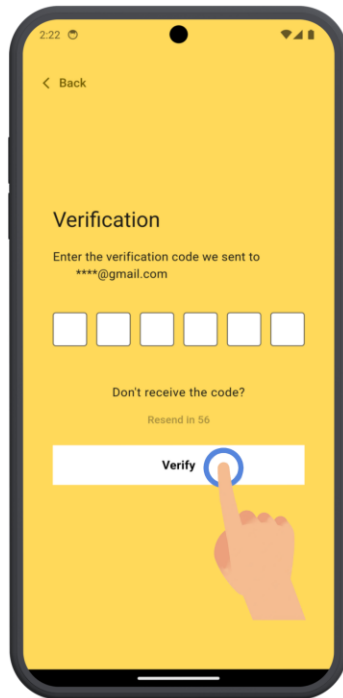 2:22
Back
Verification
Enter the verification code we sent to
****@gmail.com
Don't receive the code?
Resend in 56
Verify